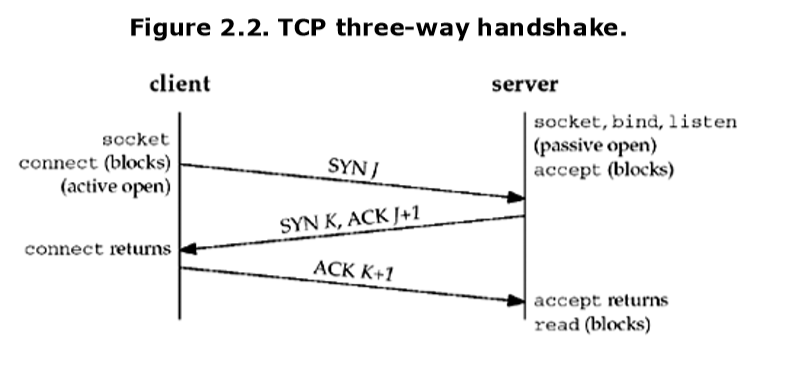 Figure 2.2. TCP three-way handshake.
client
server
socket
connect (blocks)
(active open)
socket, bind, listen
(passive open)
accept (blocks)
SYN J
SYN K, ACK J+1
connect returns
ACK K+1
accept returns
read (blocks)